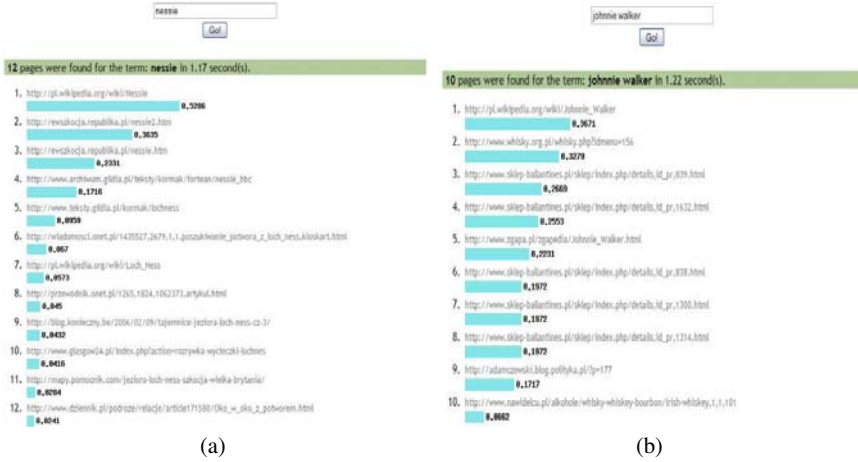 nessie
Go!
12 pages were found for the term: nessie in 1.17 second(s).
1. http://pl.wikipedia.org/wiki/Nessie
0,5206
2. http://ewszkocja.republika.pl/nessie2.htm
0,3635
3. http://ewszkocja.republika.pl/nessie.htm
0,2331
4. http://www.archiwum.gildia.pl/teksty/kormak/fortean/nessie_bbc
0,1716
5. http://www.teksty.gildia.pl/kormak/lochness
0,0959
6. http://wiadomosci.onet.pl/1435527,2679,1,1,poszukiwanie_potwora_z_loch_ness,kioskart.html
0,067
7. http://pl.wikipedia.org/wiki/Loch_Ness
0,0573
8. http://przewodnik.onet.pl/1265,1824,1062373,artykul.html
0,045
9. http://blog.konieczny.be/2006/02/09/tajemnice-jeziora-loch-ness-cz-3/
0,0432
10. http://www.glasgow24.pl/index.php?action=rozrywka-wycieczki-lochnes
0,0416
11. http://mapy.pomocnik.com/jezioro-loch-ness-szkocja-wielka-brytania/
0,0284
12. http://www.dziennik.pl/podroze/relacje/article171580/Oko_w_oko_z_potworem.html
0,0241
(a)
johnnie walker
Go!
10 pages were found for the term: johnnie walker in 1.22 second(s).
1. http://pl.wikipedia.org/wiki/Johnnie_Walker
0,3671
2. http://www.whisky.org.pl/whisky.php?idmenu=156
0,3279
3. http://www.sklep-ballantines.pl/sklep/index.php/details,id_pr,839.html
0,2669
4. http://www.sklep-ballantines.pl/sklep/index.php/details,id_pr,1632.html
0,2553
5. http://www.zgapa.pl/zgapedia/Johnnie_Walker.html
0,2231
6. http://www.sklep-ballantines.pl/sklep/index.php/details,id_pr,838.html
0,1972
7. http://www.sklep-ballantines.pl/sklep/index.php/details,id_pr,1300.html
0,1972
8. http://www.sklep-ballantines.pl/sklep/index.php/details,id_pr,1314.html
0,1972
9. http://adamczewski.blog.polityka.pl/?p=177
0,1717
10. http://www.nawidelcu.pl/alkohole/whisky-whiskey-bourbon/irish-whiskey,1,1,101
0,0662
(b)